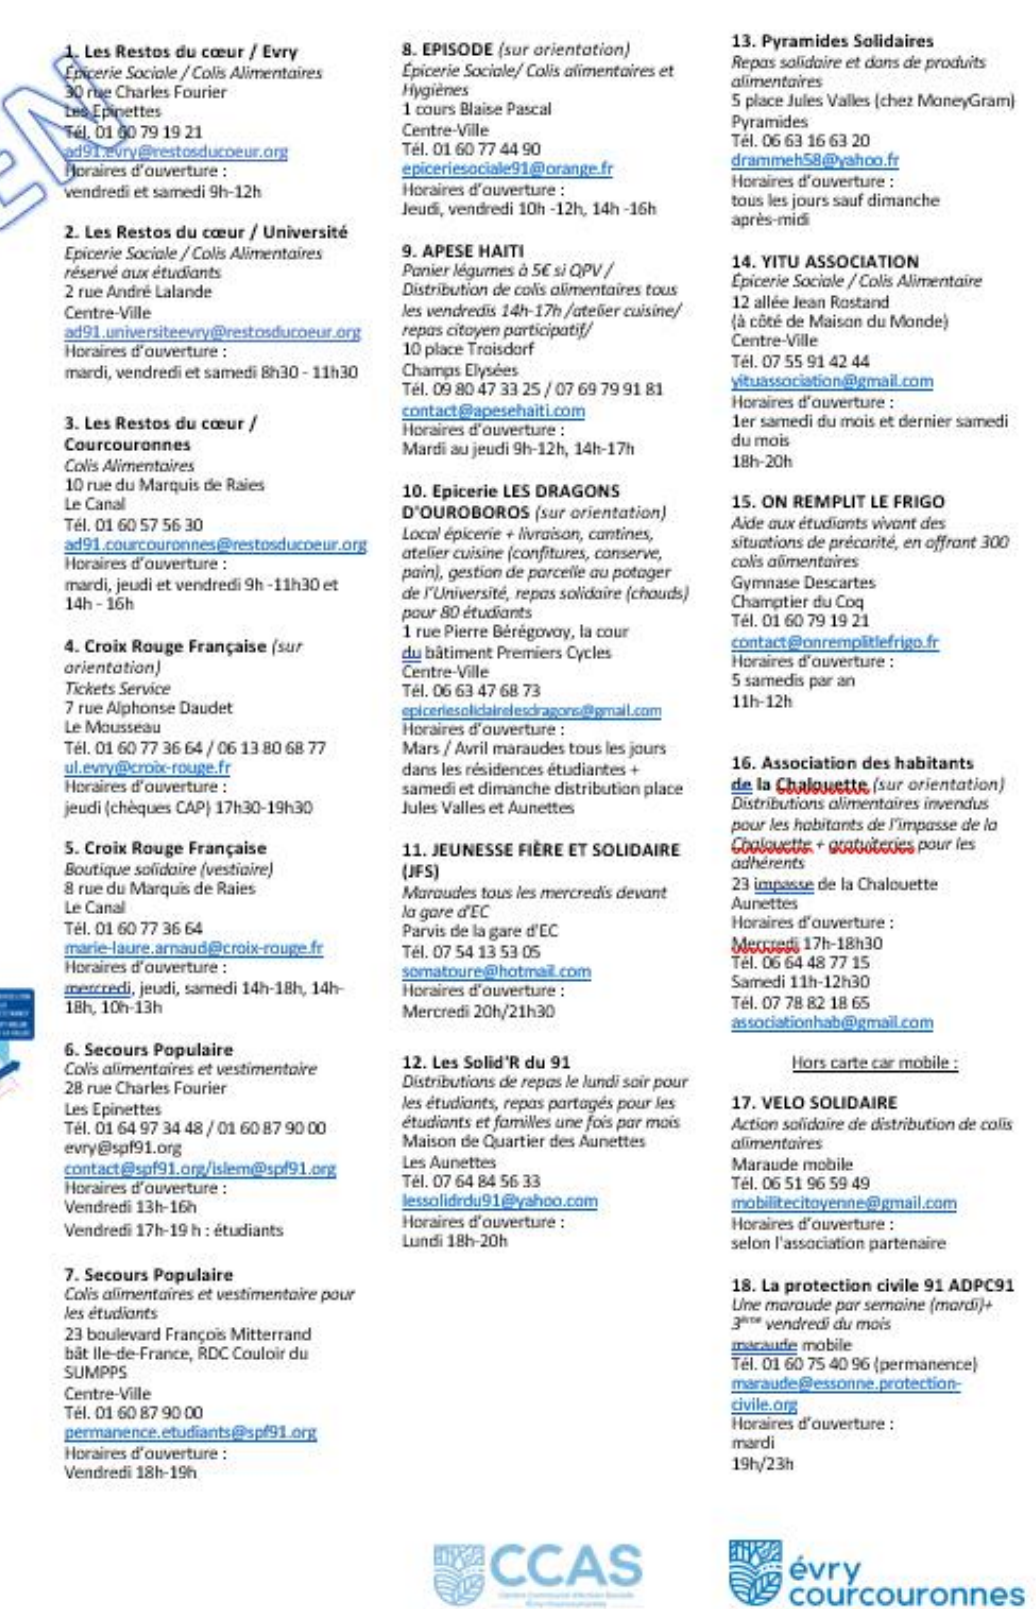 EN
1. Les Restos du cœur / Evry
Épicerie Sociale / Colis Alimentaires
30 rue Charles Fourier
Les Epinettes
Tél. 01 60 79 19 21
ad91.evry@restosducoeur.org
Horaires d'ouverture :
vendredi et samedi 9h-12h
2. Les Restos du cœur / Université
Epicerie Sociale / Colis Alimentaires
réservé aux étudiants
2 rue André Lalande
Centre-Ville
ad91.universiteevry@restosducoeur.org
Horaires d'ouverture :
mardi, vendredi et samedi 8h30 - 11h30
3. Les Restos du cœur /
Courcouronnes
Colis Alimentaires
10 rue du Marquis de Raies
Le Canal
Tél. 01 60 57 56 30
ad91.courcouronnes@restosducoeur.org
Horaires d'ouverture :
mardi, jeudi et vendredi 9h -11h30 et
14h - 16h
4. Croix Rouge Française (sur
orientation)
Tickets Service
7 rue Alphonse Daudet
Le Mousseau
Tél. 01 60 77 36 64 / 06 13 80 68 77
ul.evry@croix-rouge.fr
Horaires d'ouverture :
jeudi (chèques CAP) 17h30-19h30
5. Croix Rouge Française
Boutique solidaire (vestiaire)
8 rue du Marquis de Raies
Le Canal
Tél. 01 60 77 36 64
marie-laure.arnaud@croix-rouge.fr
Horaires d'ouverture :
mercredi, jeudi, samedi 14h-18h, 14h-
18h, 10h-13h
6. Secours Populaire
Colis alimentaires et vestimentaire
28 rue Charles Fourier
Les Epinettes
Tél. 01 64 97 34 48 / 01 60 87 90 00
evry@spf91.org
contact@spf91.org/islem@spf91.org
Horaires d'ouverture :
Vendredi 13h-16h
Vendredi 17h-19 h : étudiants
7. Secours Populaire
Colis alimentaires et vestimentaire pour
les étudiants
23 boulevard François Mitterrand
bât Ile-de-France, RDC Couloir du
SUMPPS
Centre-Ville
Tél. 01 60 87 90 00
permanence.etudiants@spf91.org
Horaires d'ouverture :
Vendredi 18h-19h
8. EPISODE (sur orientation)
Épicerie Sociale/ Colis alimentaires et
Hygiènes
1 cours Blaise Pascal
Centre-Ville
Tél. 01 60 77 44 90
epiceriesociale91@orange.fr
Horaires d'ouverture :
Jeudi, vendredi 10h -12h, 14h -16h
9. APESE HAITI
Panier légumes à 5€ si QPV /
Distribution de colis alimentaires tous
les vendredis 14h-17h /atelier cuisine/
repas citoyen participatif/
10 place Troisdorf
Champs Elysées
Tél. 09 80 47 33 25 / 07 69 79 91 81
contact@apesehaiti.com
Horaires d'ouverture :
Mardi au jeudi 9h-12h, 14h-17h
10. Epicerie LES DRAGONS
D'OUROBOROS (sur orientation)
Local épicerie + livraison, cantines,
atelier cuisine (confitures, conserve,
pain), gestion de parcelle au potager
de l'Université, repas solidaire (chauds)
pour 80 étudiants
1 rue Pierre Bérégovoy, la cour
du bâtiment Premiers Cycles
Centre-Ville
Tél. 06 63 47 68 73
epiceriesolidairelesdragons@gmail.com
Horaires d'ouverture :
Mars / Avril maraudes tous les jours
dans les résidences étudiantes +
samedi et dimanche distribution place
Jules Valles et Aunettes
11. JEUNESSE FIÈRE ET SOLIDAIRE
(JFS)
Maraudes tous les mercredis devant
la gare d'EC
Parvis de la gare d'EC
Tél. 07 54 13 53 05
somatoure@hotmail.com
Horaires d'ouverture :
Mercredi 20h/21h30
12. Les Solid'R du 91
Distributions de repas le lundi soir pour
les étudiants, repas partagés pour les
étudiants et familles une fois par mois
Maison de Quartier des Aunettes
Les Aunettes
Tél. 07 64 84 56 33
lessolidrdu91@yahoo.com
Horaires d'ouverture :
Lundi 18h-20h
13. Pyramides Solidaires
Repas solidaire et dons de produits
alimentaires
5 place Jules Valles (chez MoneyGram)
Pyramides
Tél. 06 63 16 63 20
drammeh58@yahoo.fr
Horaires d'ouverture :
tous les jours sauf dimanche
après-midi
14. YITU ASSOCIATION
Épicerie Sociale / Colis Alimentaire
12 allée Jean Rostand
(à côté de Maison du Monde)
Centre-Ville
Tél. 07 55 91 42 44
yituassociation@gmail.com
Horaires d'ouverture :
1er samedi du mois et dernier samedi
du mois
18h-20h
15. ON REMPLIT LE FRIGO
Aide aux étudiants vivant des
situations de précarité, en offrant 300
colis alimentaires
Gymnase Descartes
Champtier du Coq
Tél. 01 60 79 19 21
contact@onremplitlefrigo.fr
Horaires d'ouverture :
5 samedis par an
11h-12h
16. Association des habitants
de la Chalouette (sur orientation)
Distributions alimentaires invendus
pour les habitants de l'impasse de la
Chalouette + gratuiteries pour les
adhérents
23 impasse de la Chalouette
Aunettes
Horaires d'ouverture :
Mercredi 17h-18h30
Tél. 06 64 48 77 15
Samedi 11h-12h30
Tél. 07 78 82 18 65
associationhab@gmail.com
Hors carte car mobile :
17. VELO SOLIDAIRE
Action solidaire de distribution de colis
alimentaires
Maraude mobile
Tél. 06 51 96 59 49
mobilitecitoyenne@gmail.com
Horaires d'ouverture :
selon l'association partenaire
18. La protection civile 91 ADPC91
Une maraude par semaine (mardi)+
3ème vendredi du mois
maraude mobile
Tél. 01 60 75 40 96 (permanence)
maraude@essonne.protection-
civile.org
Horaires d'ouverture :
mardi
19h/23h
CCAS
évry
courcouronnes